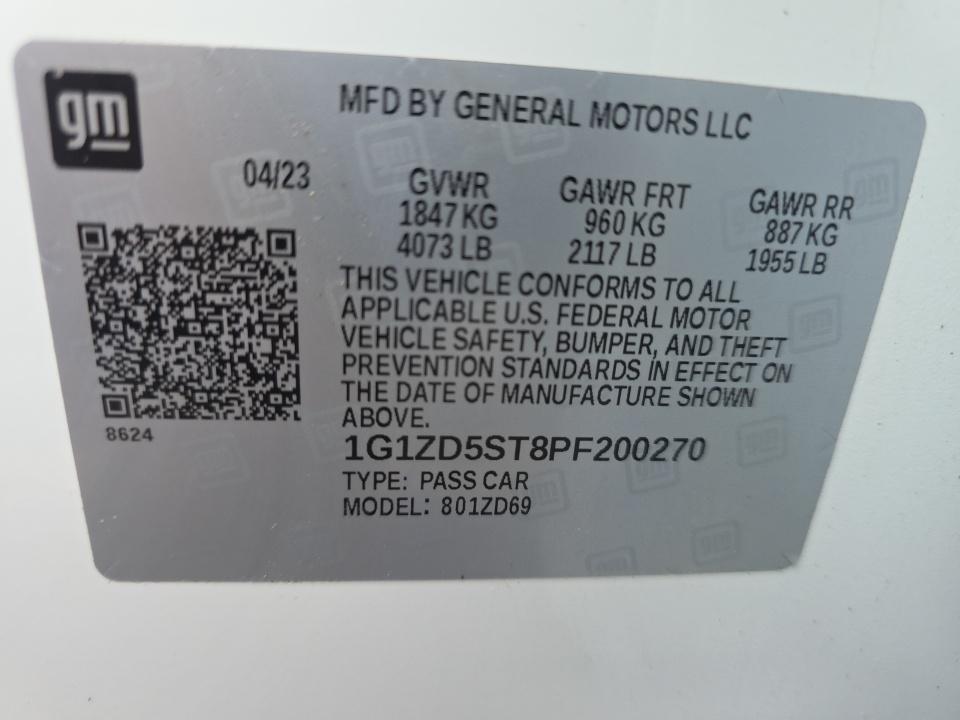 gm
MFD BY GENERAL MOTORS LLC
04/23
GVWR
1847 KG
4073 LB
GAWR FRT
960 KG
2117 LB
GAWR RR
887 KG
1955 LB
THIS VEHICLE CONFORMS TO ALL
APPLICABLE U.S. FEDERAL MOTOR
VEHICLE SAFETY, BUMPER, AND THEFT
PREVENTION STANDARDS IN EFFECT ON
THE DATE OF MANUFACTURE SHOWN
ABOVE.
8624
1G1ZD5ST8PF200270
TYPE: PASS CAR
MODEL: 801ZD69